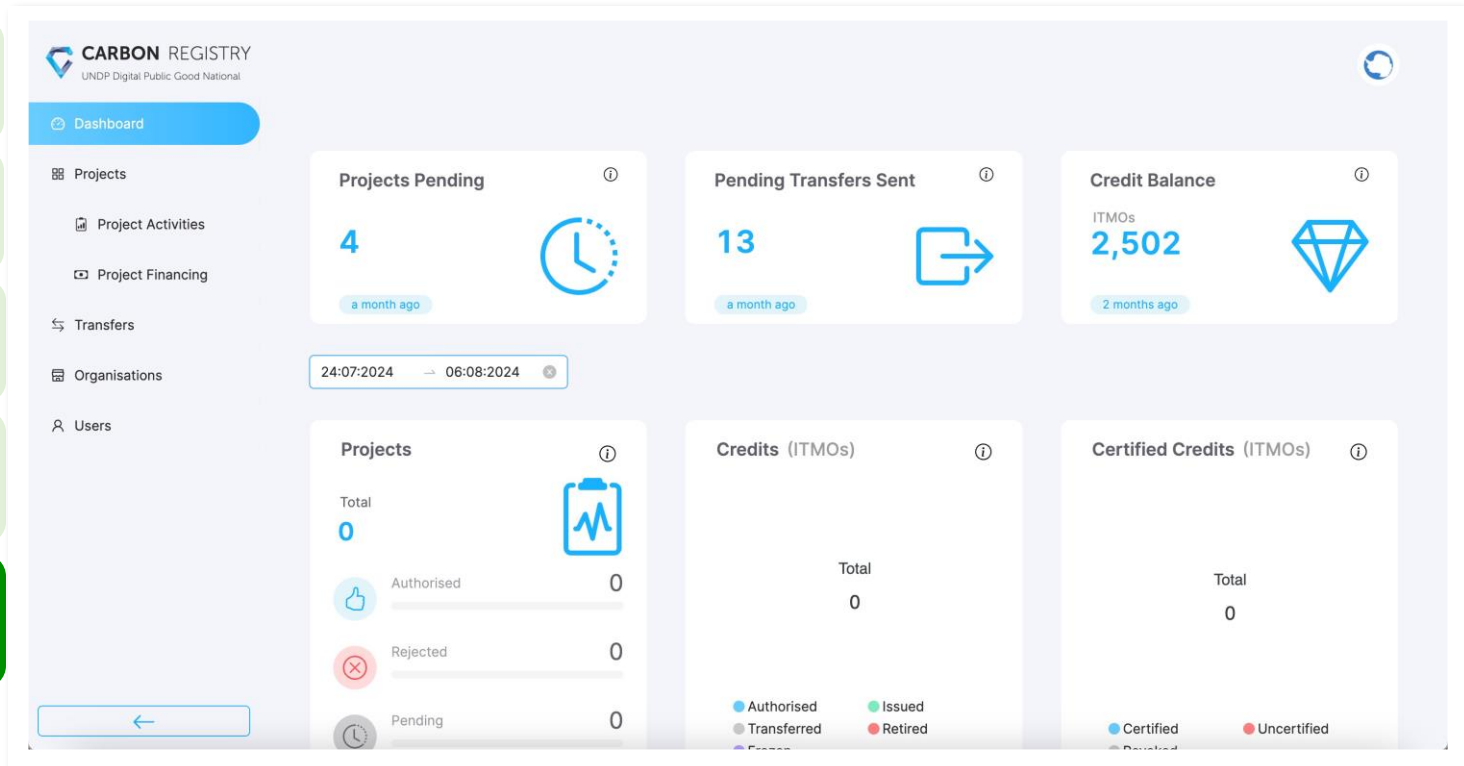 CARBON REGISTRY
UNDP Digital Public Good National
Dashboard
Projects
Project Activities
Project Financing
Transfers
Organisations
Users
Projects Pending
4
a month ago
Pending Transfers Sent
13
a month ago
Credit Balance
ITMOs
2,502
2 months ago
24:07:2024 → 06:08:2024
Projects
Total
0
Authorised 0
Rejected 0
Pending 0
Credits (ITMOs)
Total
0
Authorised Issued
Transferred Retired
Frozen
Certified Credits (ITMOs)
Total
0
Certified Uncertified
Revoked